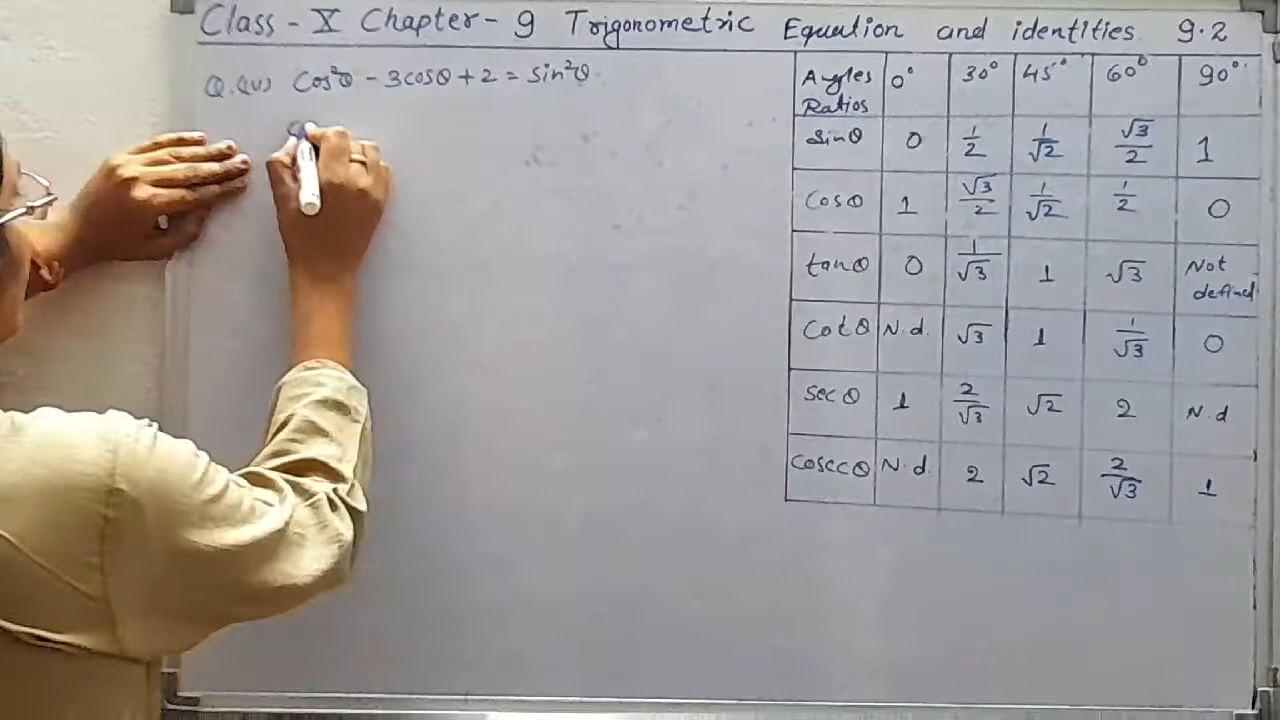 Class - X Chapter - 9 Trigonometric Equation and identities 9.2
Q.(iv) Cos²θ - 3cosθ + 2 = Sin²θ.
Angles Ratios 0° 30° 45° 60° 90°
Sinθ 0 1/2 1/√2 √3/2 1
Cosθ 1 √3/2 1/√2 1/2 0
tanθ 0 1/√3 1 √3 Not defined
Cotθ N.d. √3 1 1/√3 0
Secθ 1 2/√3 √2 2 N.d
Cosecθ N.d. 2 √2 2/√3 1